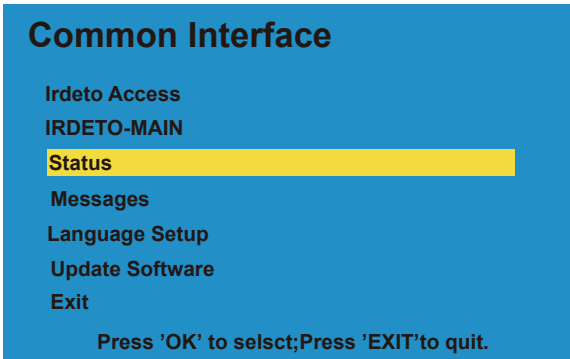 Common Interface
Irdeto Access
IRDETO-MAIN
Status
Messages
Language Setup
Update Software
Exit
Press ’OK’ to selsct;Press ’EXIT’to quit.